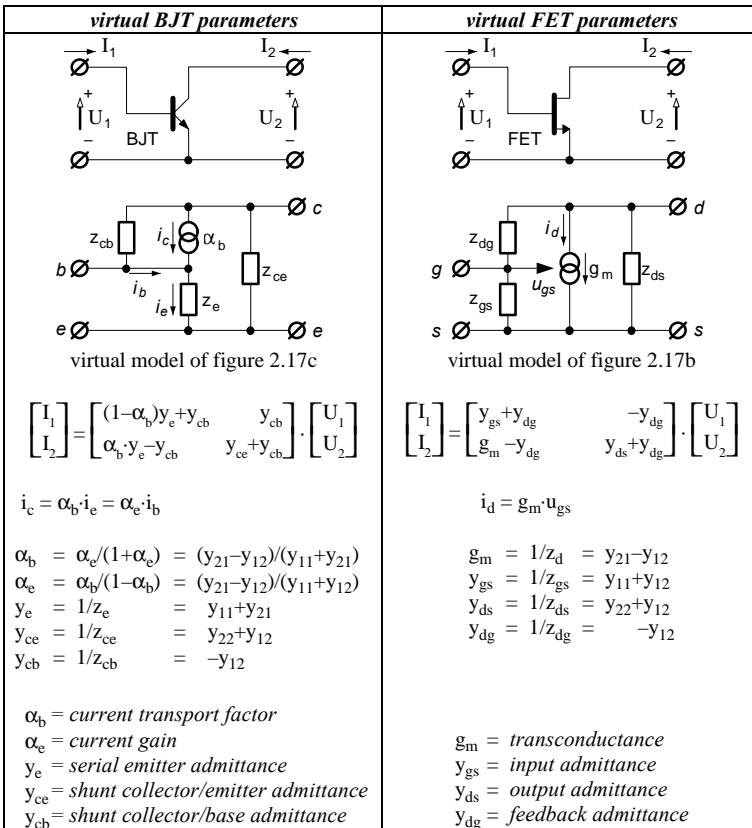 virtual BJT parameters
I1 I2
+ +
U1 U2
– –
BJT
c
zcb ic αb
b zce
ib
ie ze
e e
virtual model of figure 2.17c
[I1] = [(1–αb)ye+ycb ycb] · [U1]
[I2] [αb·ye–ycb yce+ycb] [U2]
ic = αb·ie = αe·ib
αb = αe/(1+αe) = (y21–y12)/(y11+y21)
αe = αb/(1–αb) = (y21–y12)/(y11+y12)
ye = 1/ze = y11+y21
yce = 1/zce = y22+y12
ycb = 1/zcb = –y12
αb = current transport factor
αe = current gain
ye = serial emitter admittance
yce = shunt collector/emitter admittance
ycb = shunt collector/base admittance
virtual FET parameters
I1 I2
+ +
U1 U2
– –
FET
d
zdg id
g gm zds
ugs
zgs
s s
virtual model of figure 2.17b
[I1] = [ygs+ydg –ydg] · [U1]
[I2] [gm –ydg yds+ydg] [U2]
id = gm·ugs
gm = 1/zd = y21–y12
ygs = 1/zgs = y11+y12
yds = 1/zds = y22+y12
ydg = 1/zdg = –y12
gm = transconductance
ygs = input admittance
yds = output admittance
ydg = feedback admittance